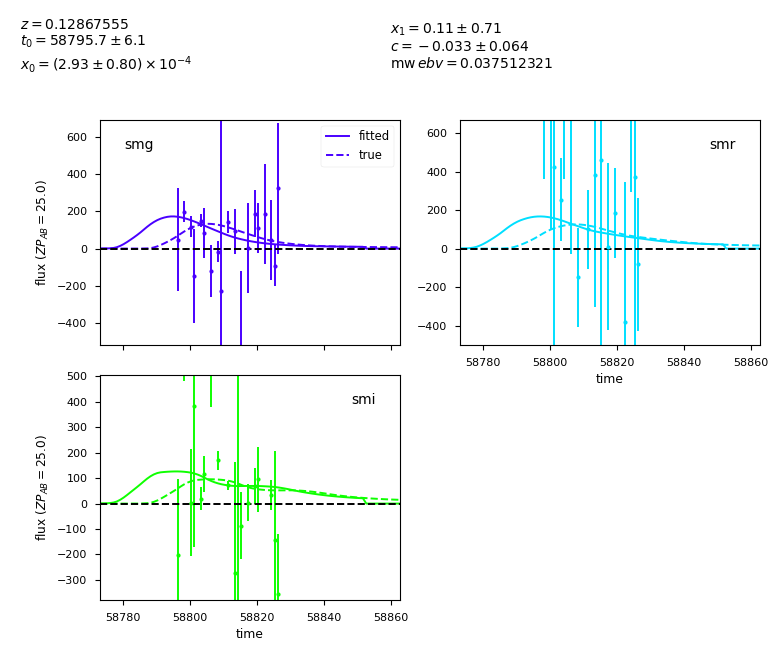 z = 0.12867555
t₀ = 58795.7 ± 6.1
x₀ = (2.93 ± 0.80) × 10⁻⁴
x₁ = 0.11 ± 0.71
c = −0.033 ± 0.064
mw ebv = 0.037512321
smg
fitted
true
600
400
200
0
−200
−400
flux (ZP_AB = 25.0)
smr
600
400
200
0
−200
−400
58780 58800 58820 58840 58860
time
smi
500
400
300
200
100
0
−100
−200
−300
flux (ZP_AB = 25.0)
58780 58800 58820 58840 58860
time